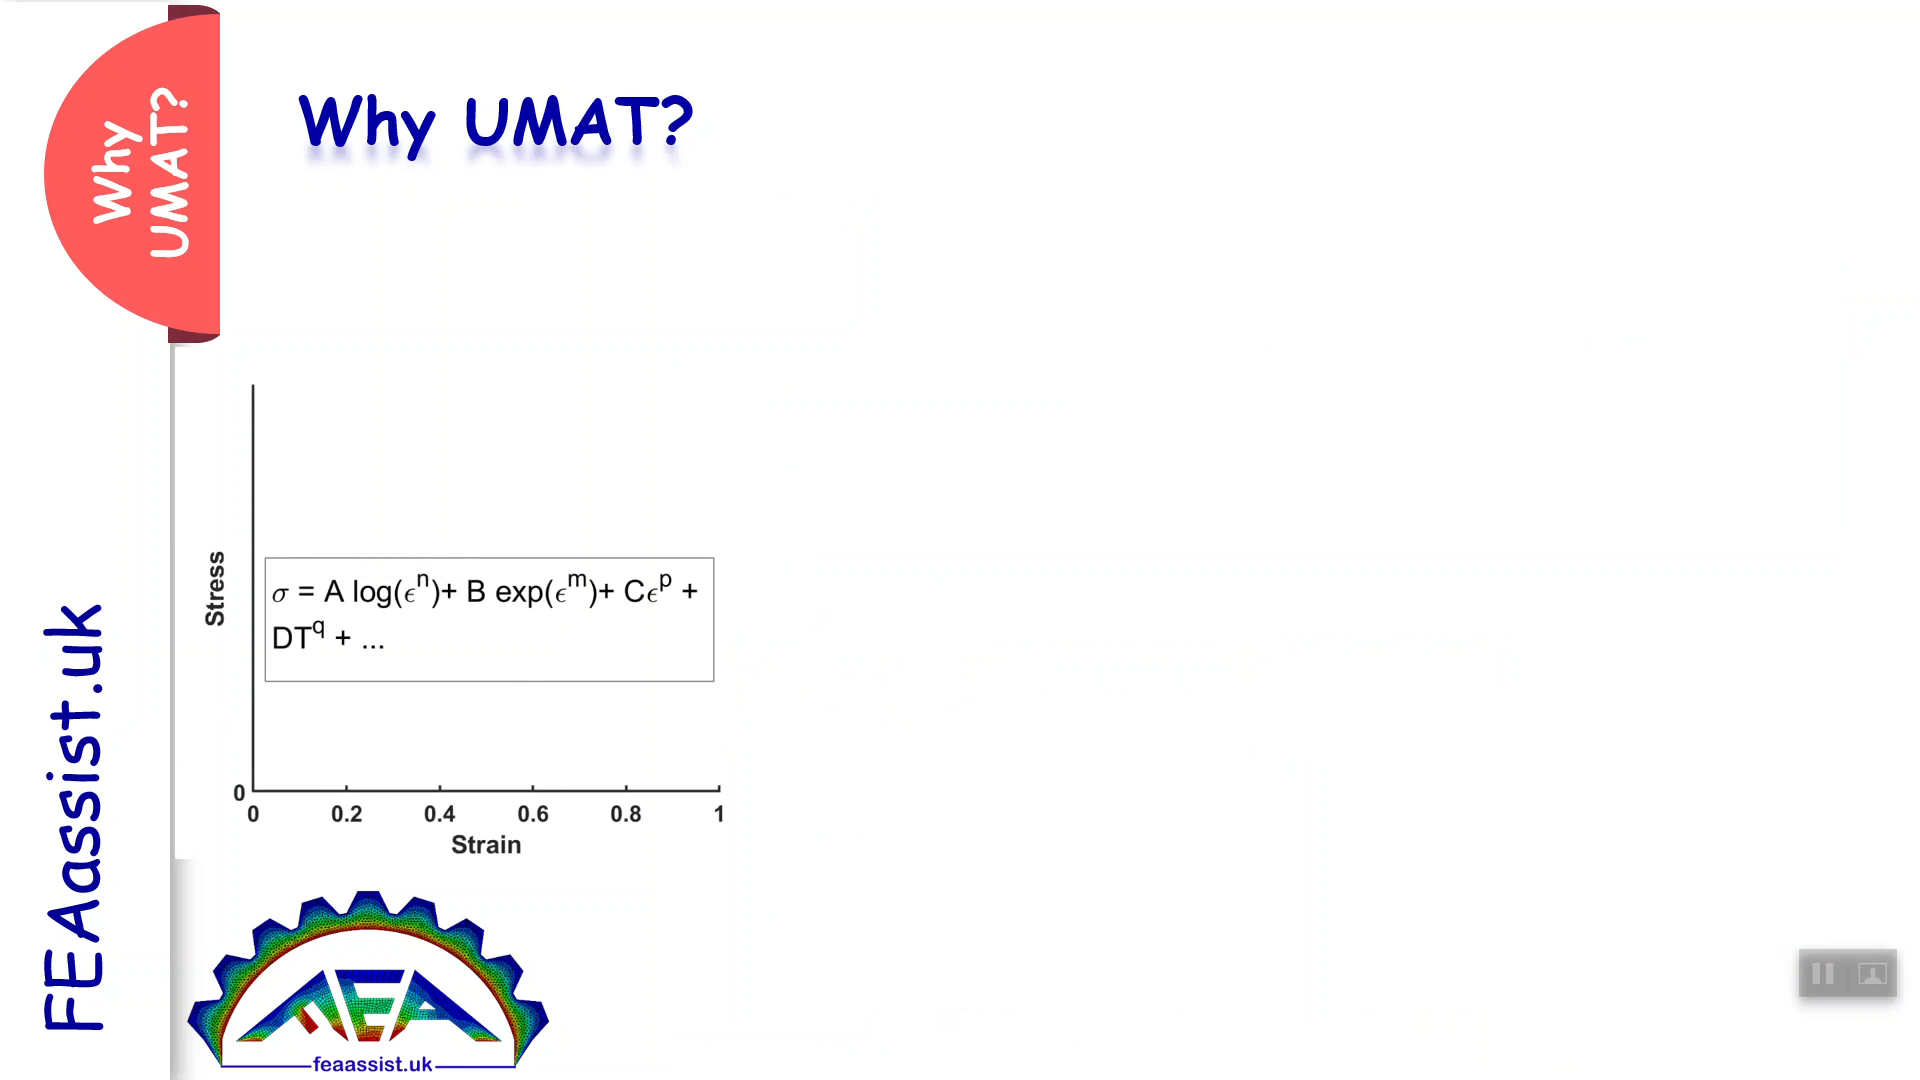 Why
UMAT?
Why UMAT?
Stress
σ = A log(ϵⁿ)+ B exp(ϵᵐ)+ Cϵᵖ +
DT^q + ...
0
0 0.2 0.4 0.6 0.8 1
Strain
FEAassist.uk
FEA
feaassist.uk